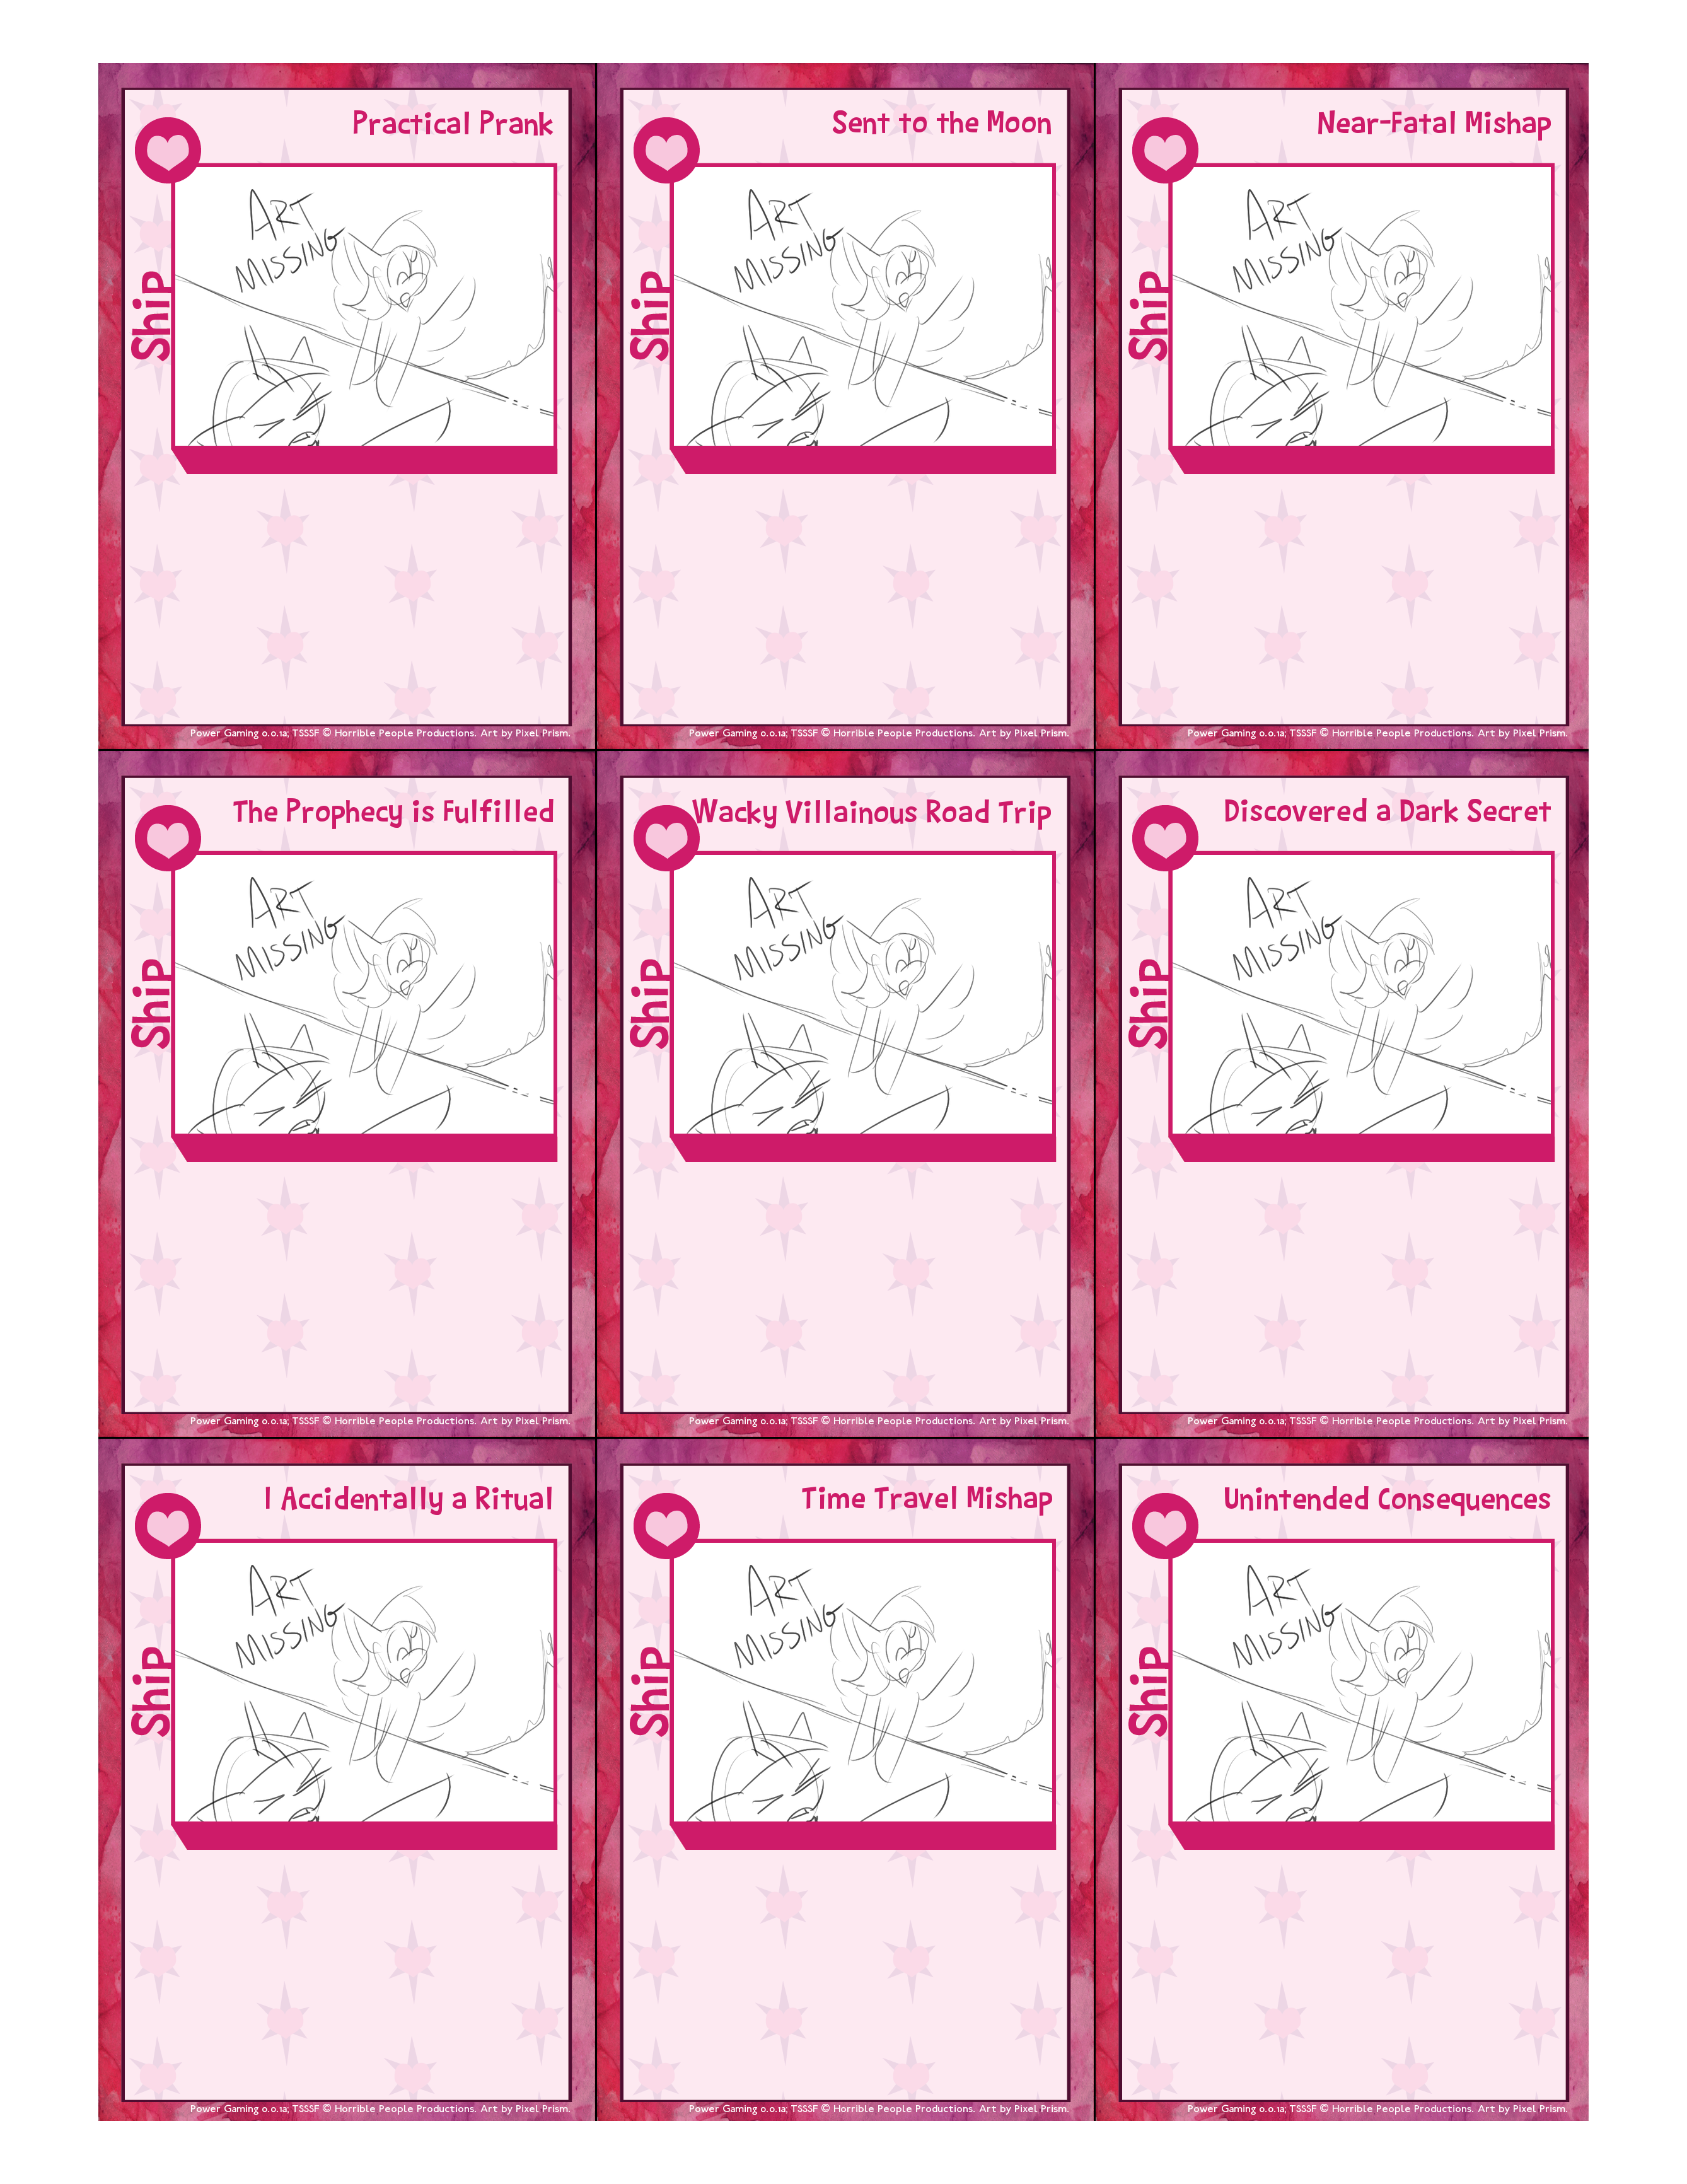 Practical Prank
ART
MISSING
Ship
Power Gaming 0.0.1a; TSSSF © Horrible People Productions. Art by Pixel Prism.
Sent to the Moon
ART
MISSING
Ship
Power Gaming 0.0.1a; TSSSF © Horrible People Productions. Art by Pixel Prism.
Near-Fatal Mishap
ART
MISSING
Ship
Power Gaming 0.0.1a; TSSSF © Horrible People Productions. Art by Pixel Prism.
The Prophecy is Fulfilled
ART
MISSING
Ship
Power Gaming 0.0.1a; TSSSF © Horrible People Productions. Art by Pixel Prism.
Wacky Villainous Road Trip
ART
MISSING
Ship
Power Gaming 0.0.1a; TSSSF © Horrible People Productions. Art by Pixel Prism.
Discovered a Dark Secret
ART
MISSING
Ship
Power Gaming 0.0.1a; TSSSF © Horrible People Productions. Art by Pixel Prism.
I Accidentally a Ritual
ART
MISSING
Ship
Power Gaming 0.0.1a; TSSSF © Horrible People Productions. Art by Pixel Prism.
Time Travel Mishap
ART
MISSING
Ship
Power Gaming 0.0.1a; TSSSF © Horrible People Productions. Art by Pixel Prism.
Unintended Consequences
ART
MISSING
Ship
Power Gaming 0.0.1a; TSSSF © Horrible People Productions. Art by Pixel Prism.